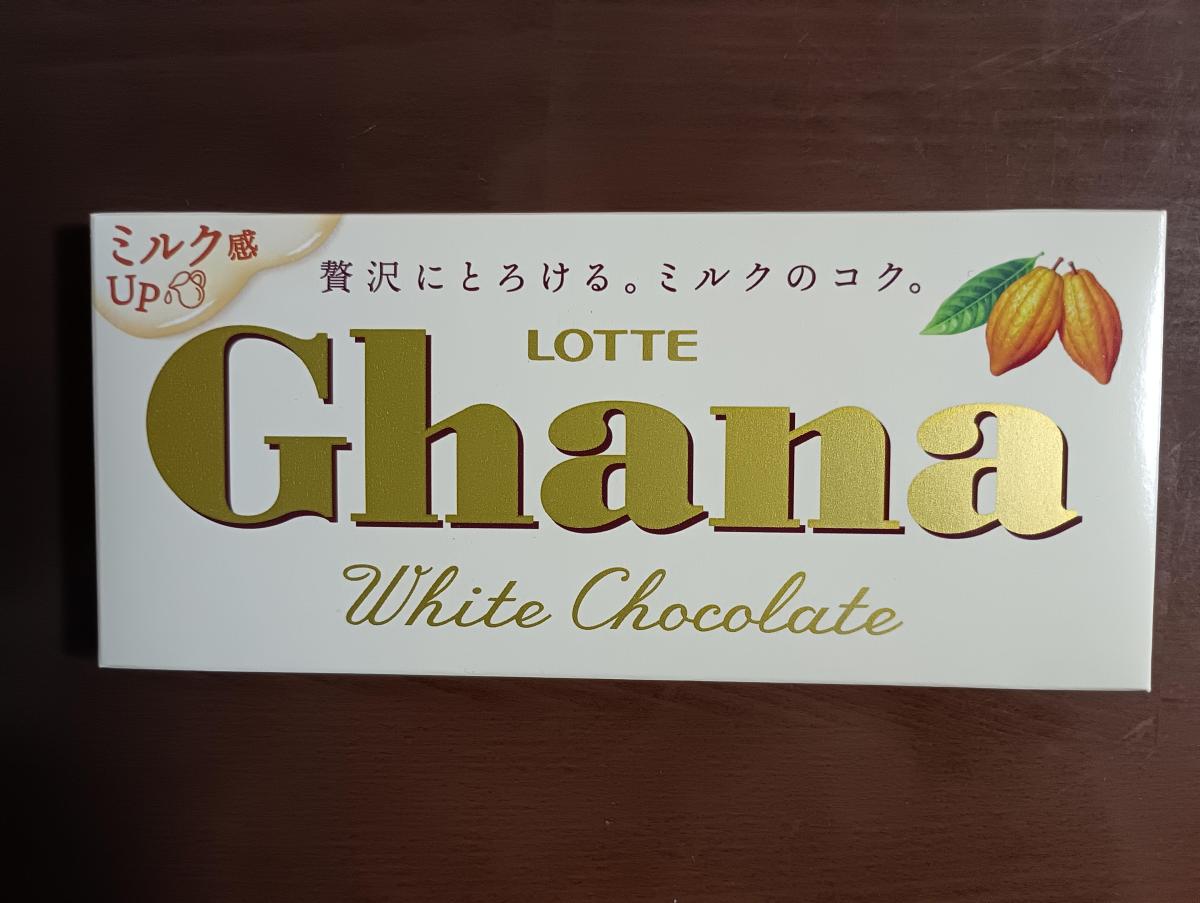 ミルク感
Up
贅沢にとろける。ミルクのコク。
LOTTE
Ghana
White Chocolate